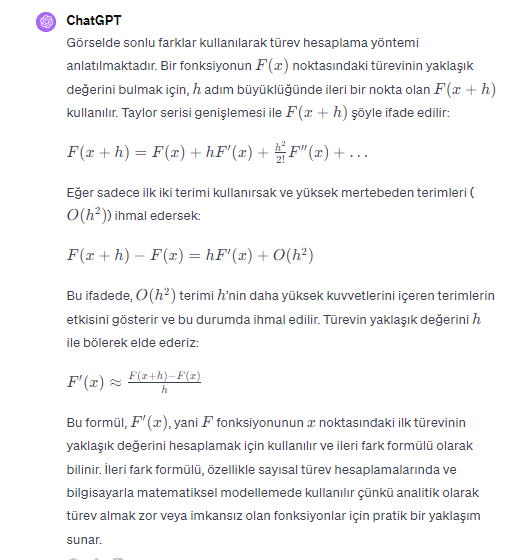 ChatGPT
Görselde sonlu farklar kullanılarak türev hesaplama yöntemi
anlatılmaktadır. Bir fonksiyonun F(x) noktasındaki türevinin yaklaşık
değerini bulmak için, h adım büyüklüğünde ileri bir nokta olan F(x + h)
kullanılır. Taylor serisi genişlemesi ile F(x + h) şöyle ifade edilir:
F(x + h) = F(x) + hF′(x) + h²/2! F′′(x) + …
Eğer sadece ilk iki terimi kullanırsak ve yüksek mertebeden terimleri (
O(h²)) ihmal edersek:
F(x + h) − F(x) = hF′(x) + O(h²)
Bu ifadede, O(h²) terimi h'nin daha yüksek kuvvetlerini içeren terimlerin
etkisini gösterir ve bu durumda ihmal edilir. Türevin yaklaşık değerini h
ile bölerek elde ederiz:
F′(x) ≈ F(x+h)−F(x)/h
Bu formül, F′(x), yani F fonksiyonunun x noktasındaki ilk türevinin
yaklaşık değerini hesaplamak için kullanılır ve ileri fark formülü olarak
bilinir. İleri fark formülü, özellikle sayısal türev hesaplamalarında ve
bilgisayarla matematiksel modellemede kullanılır çünkü analitik olarak
türev almak zor veya imkansız olan fonksiyonlar için pratik bir yaklaşım
sunar.